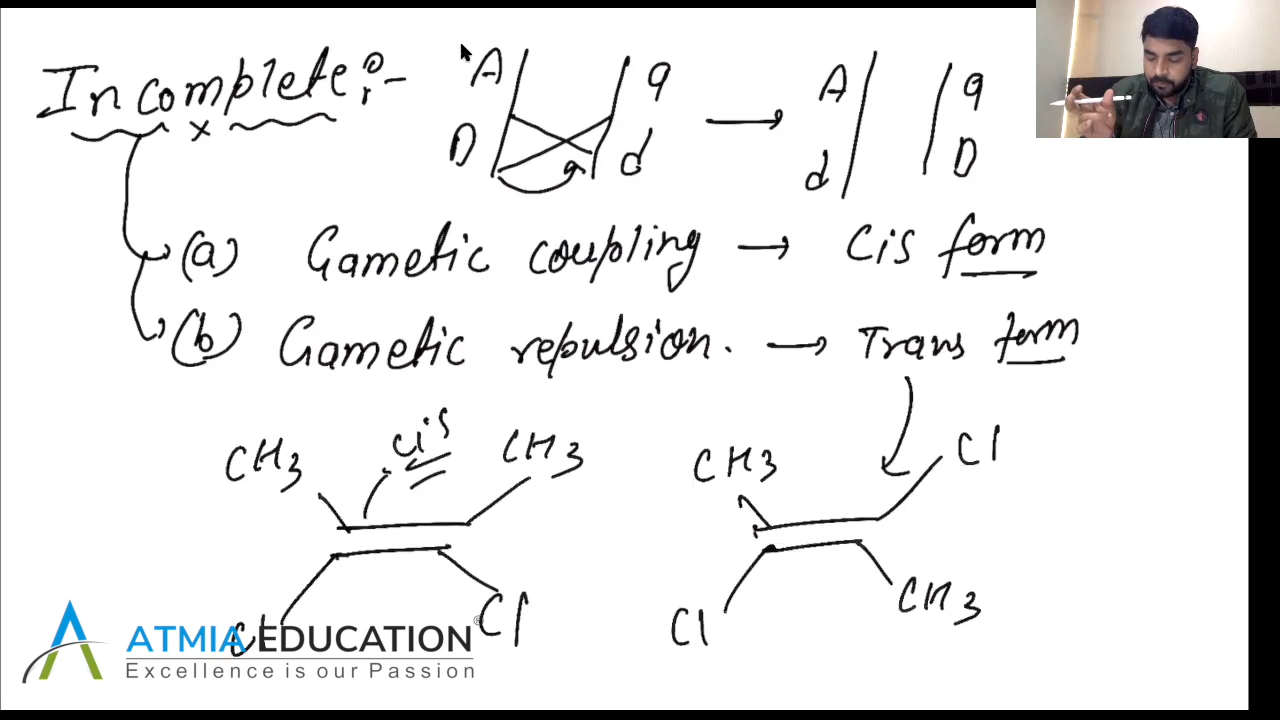 Incomplete :-
A D a d → A d a D
(a) Gametic coupling → Cis form
(b) Gametic repulsion. → Trans form
cis
CH3 CH3 CH3 Cl
Cl Cl Cl CH3
ATMIA EDUCATION®
Excellence is our Passion